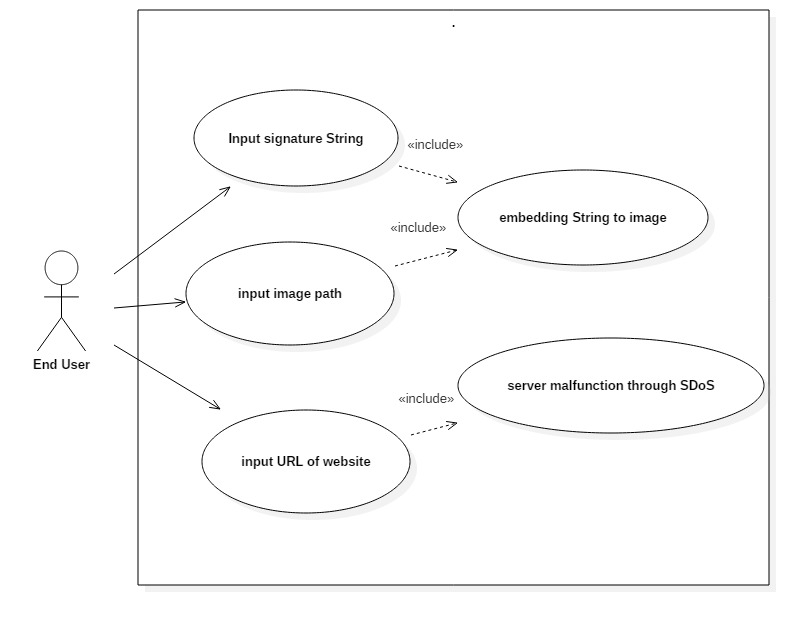 .
Input signature String
«include»
embedding String to image
«include»
input image path
End User
server malfunction through SDoS
«include»
input URL of website